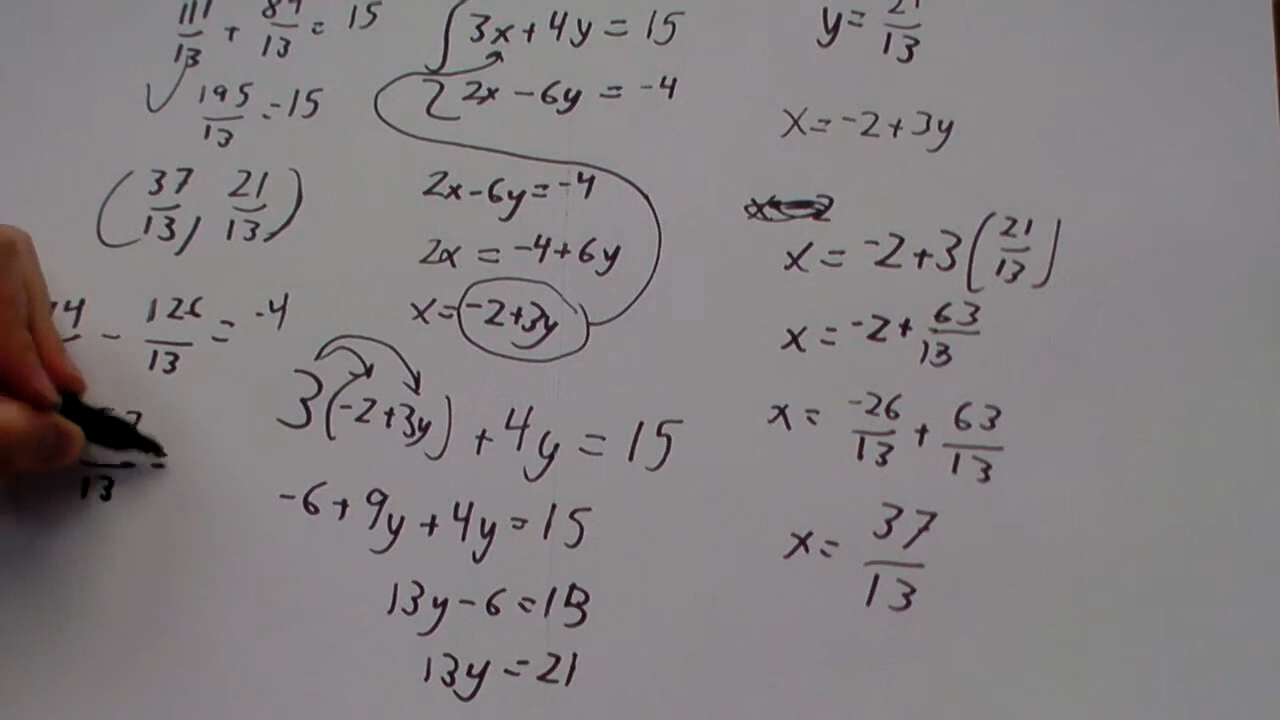 111/13 + 84/13 = 15
195/13 = 15
(37/13, 21/13)
- 126/13 = -4
13 =
3x+4y=15
2x-6y=-4
2x-6y=-4
2x=-4+6y
x=-2+3y
3(-2+3y)+4y=15
-6+9y+4y=15
13y-6=15
13y=21
y=21/13
x=-2+3y
x=-2+3(21/13)
x=-2+63/13
x=-26/13+63/13
x=37/13